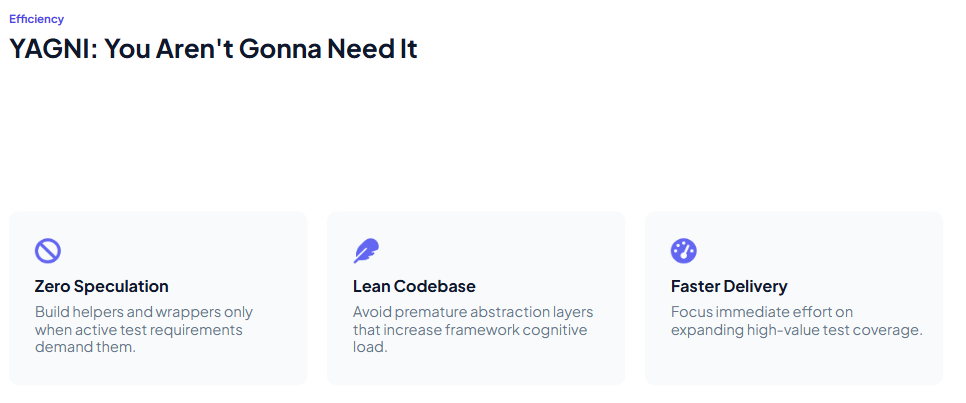 Efficiency
YAGNI: You Aren't Gonna Need It
Zero Speculation
Build helpers and wrappers only
when active test requirements
demand them.
Lean Codebase
Avoid premature abstraction layers
that increase framework cognitive
load.
Faster Delivery
Focus immediate effort on
expanding high-value test coverage.